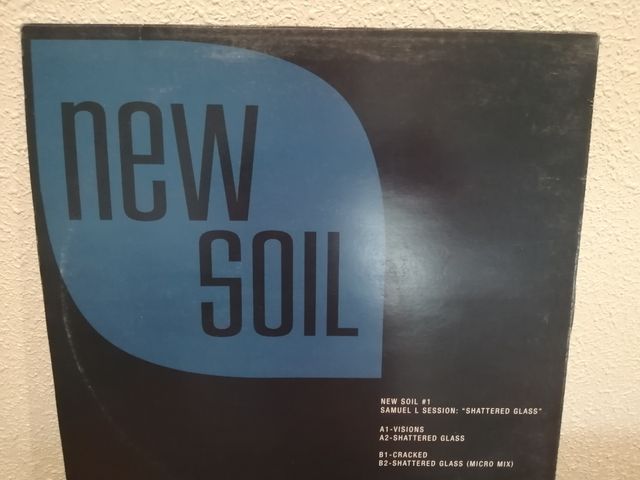 new
SOIL
NEW SOIL #1
SAMUEL L SESSION: "SHATTERED GLASS"
A1-VISIONS
A2-SHATTERED GLASS
B1-CRACKED
B2-SHATTERED GLASS (MICRO MIX)